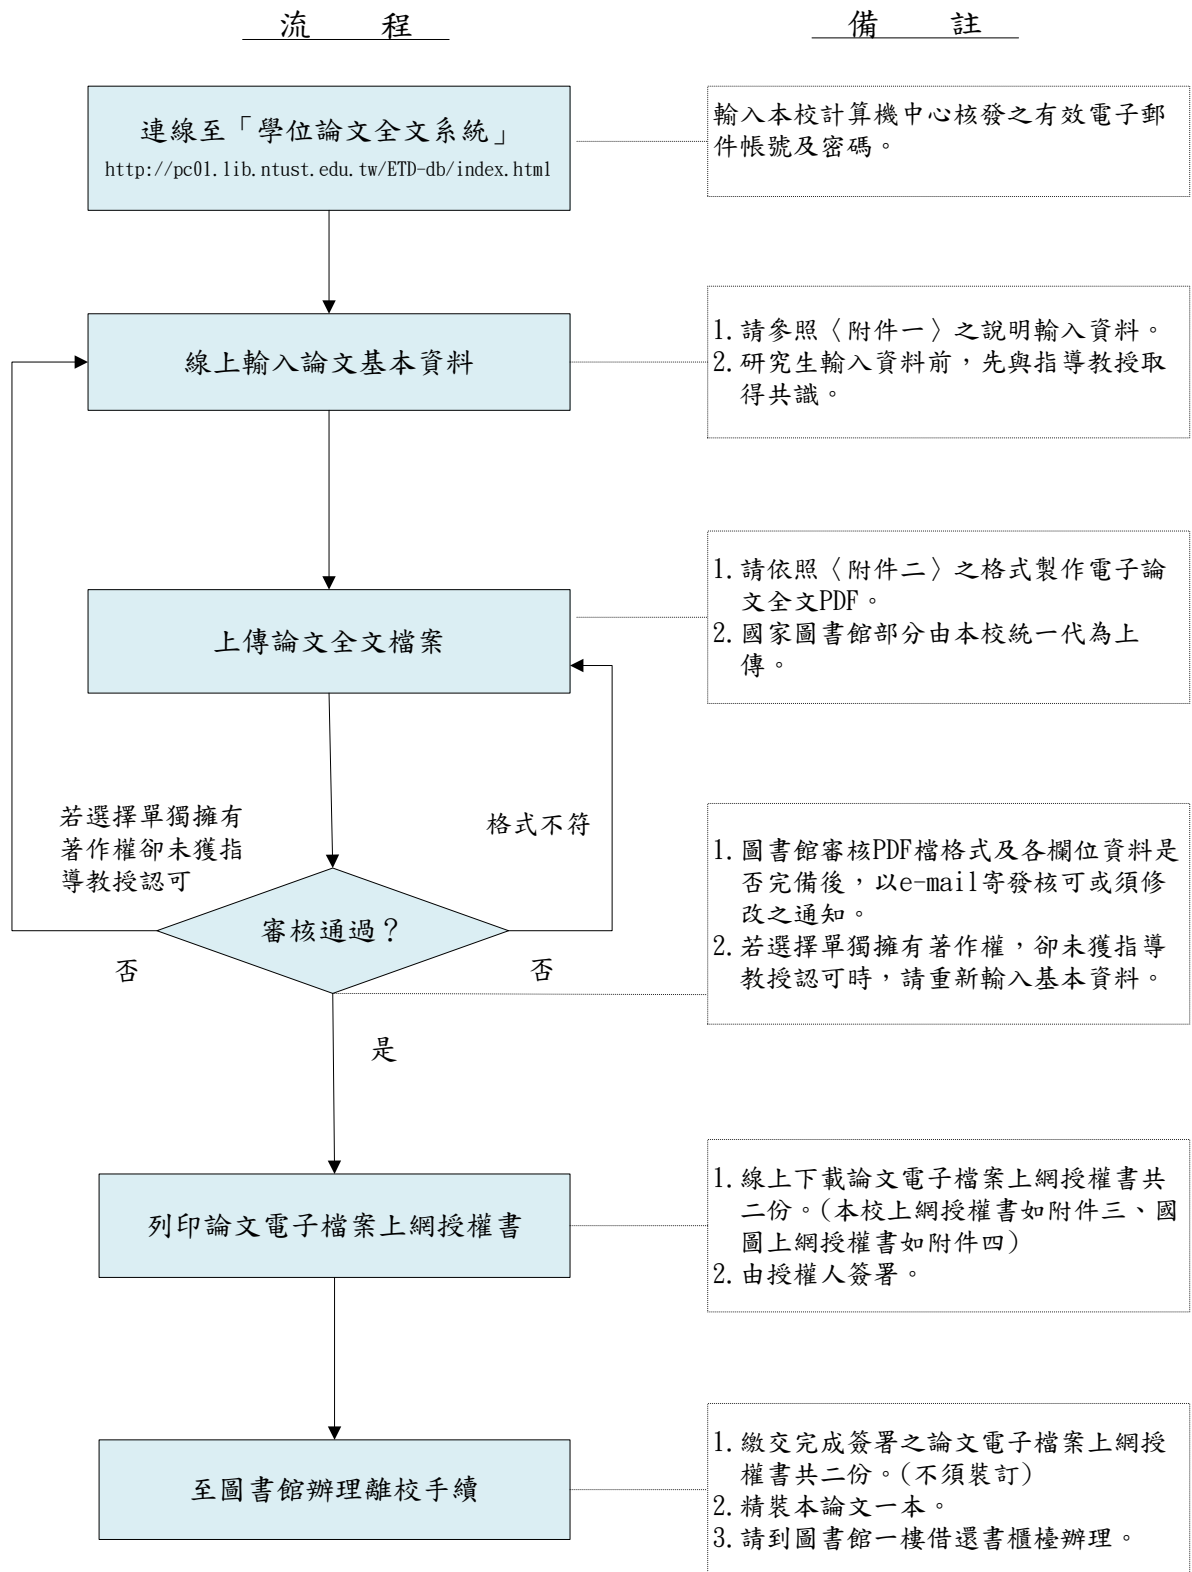 流　程
備　註
連線至「學位論文全文系統」
http://pc01.lib.ntust.edu.tw/ETD-db/index.html
輸入本校計算機中心核發之有效電子郵
件帳號及密碼。
線上輸入論文基本資料
1.請參照〈附件一〉之說明輸入資料。
2.研究生輸入資料前，先與指導教授取
得共識。
上傳論文全文檔案
1.請依照〈附件二〉之格式製作電子論
文全文PDF。
2.國家圖書館部分由本校統一代為上
傳。
若選擇單獨擁有
著作權卻未獲指
導教授認可
格式不符
審核通過？
否
否
是
1.圖書館審核PDF檔格式及各欄位資料是
否完備後，以e-mail寄發核可或須修
改之通知。
2.若選擇單獨擁有著作權，卻未獲指導
教授認可時，請重新輸入基本資料。
列印論文電子檔案上網授權書
1.線上下載論文電子檔案上網授權書共
二份。(本校上網授權書如附件三、國
圖上網授權書如附件四)
2.由授權人簽署。
至圖書館辦理離校手續
1.繳交完成簽署之論文電子檔案上網授
權書共二份。(不須裝訂)
2.精裝本論文一本。
3.請到圖書館一樓借還書櫃檯辦理。